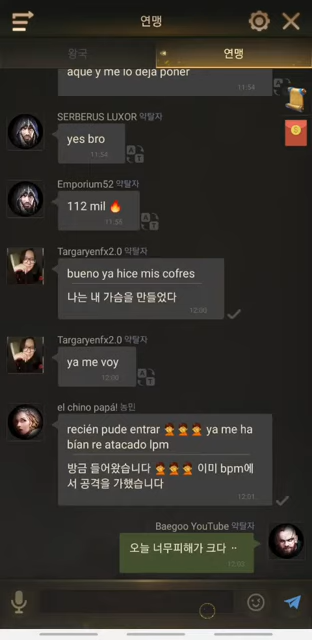 연맹
왕국
연맹
aque y me lo deja poner
11:54
SERBERUS LUXOR 약탈자
yes bro
11:54
Emporium52 약탈자
112 mil 🔥
11:58
Targaryenfx2.0 약탈자
bueno ya hice mis cofres
나는 내 가슴을 만들었다
12:00
Targaryenfx2.0 약탈자
ya me voy
12:00
el chino papá! 농민
recién pude entrar 🤦🤦🤦 ya me ha
bían re atacado lpm
방금 들어왔습니다 🤦🤦🤦 이미 bpm에
서 공격을 가했습니다
12:01
Baegoo YouTube 약탈자
오늘 너무피해가 크다 ..
12:03